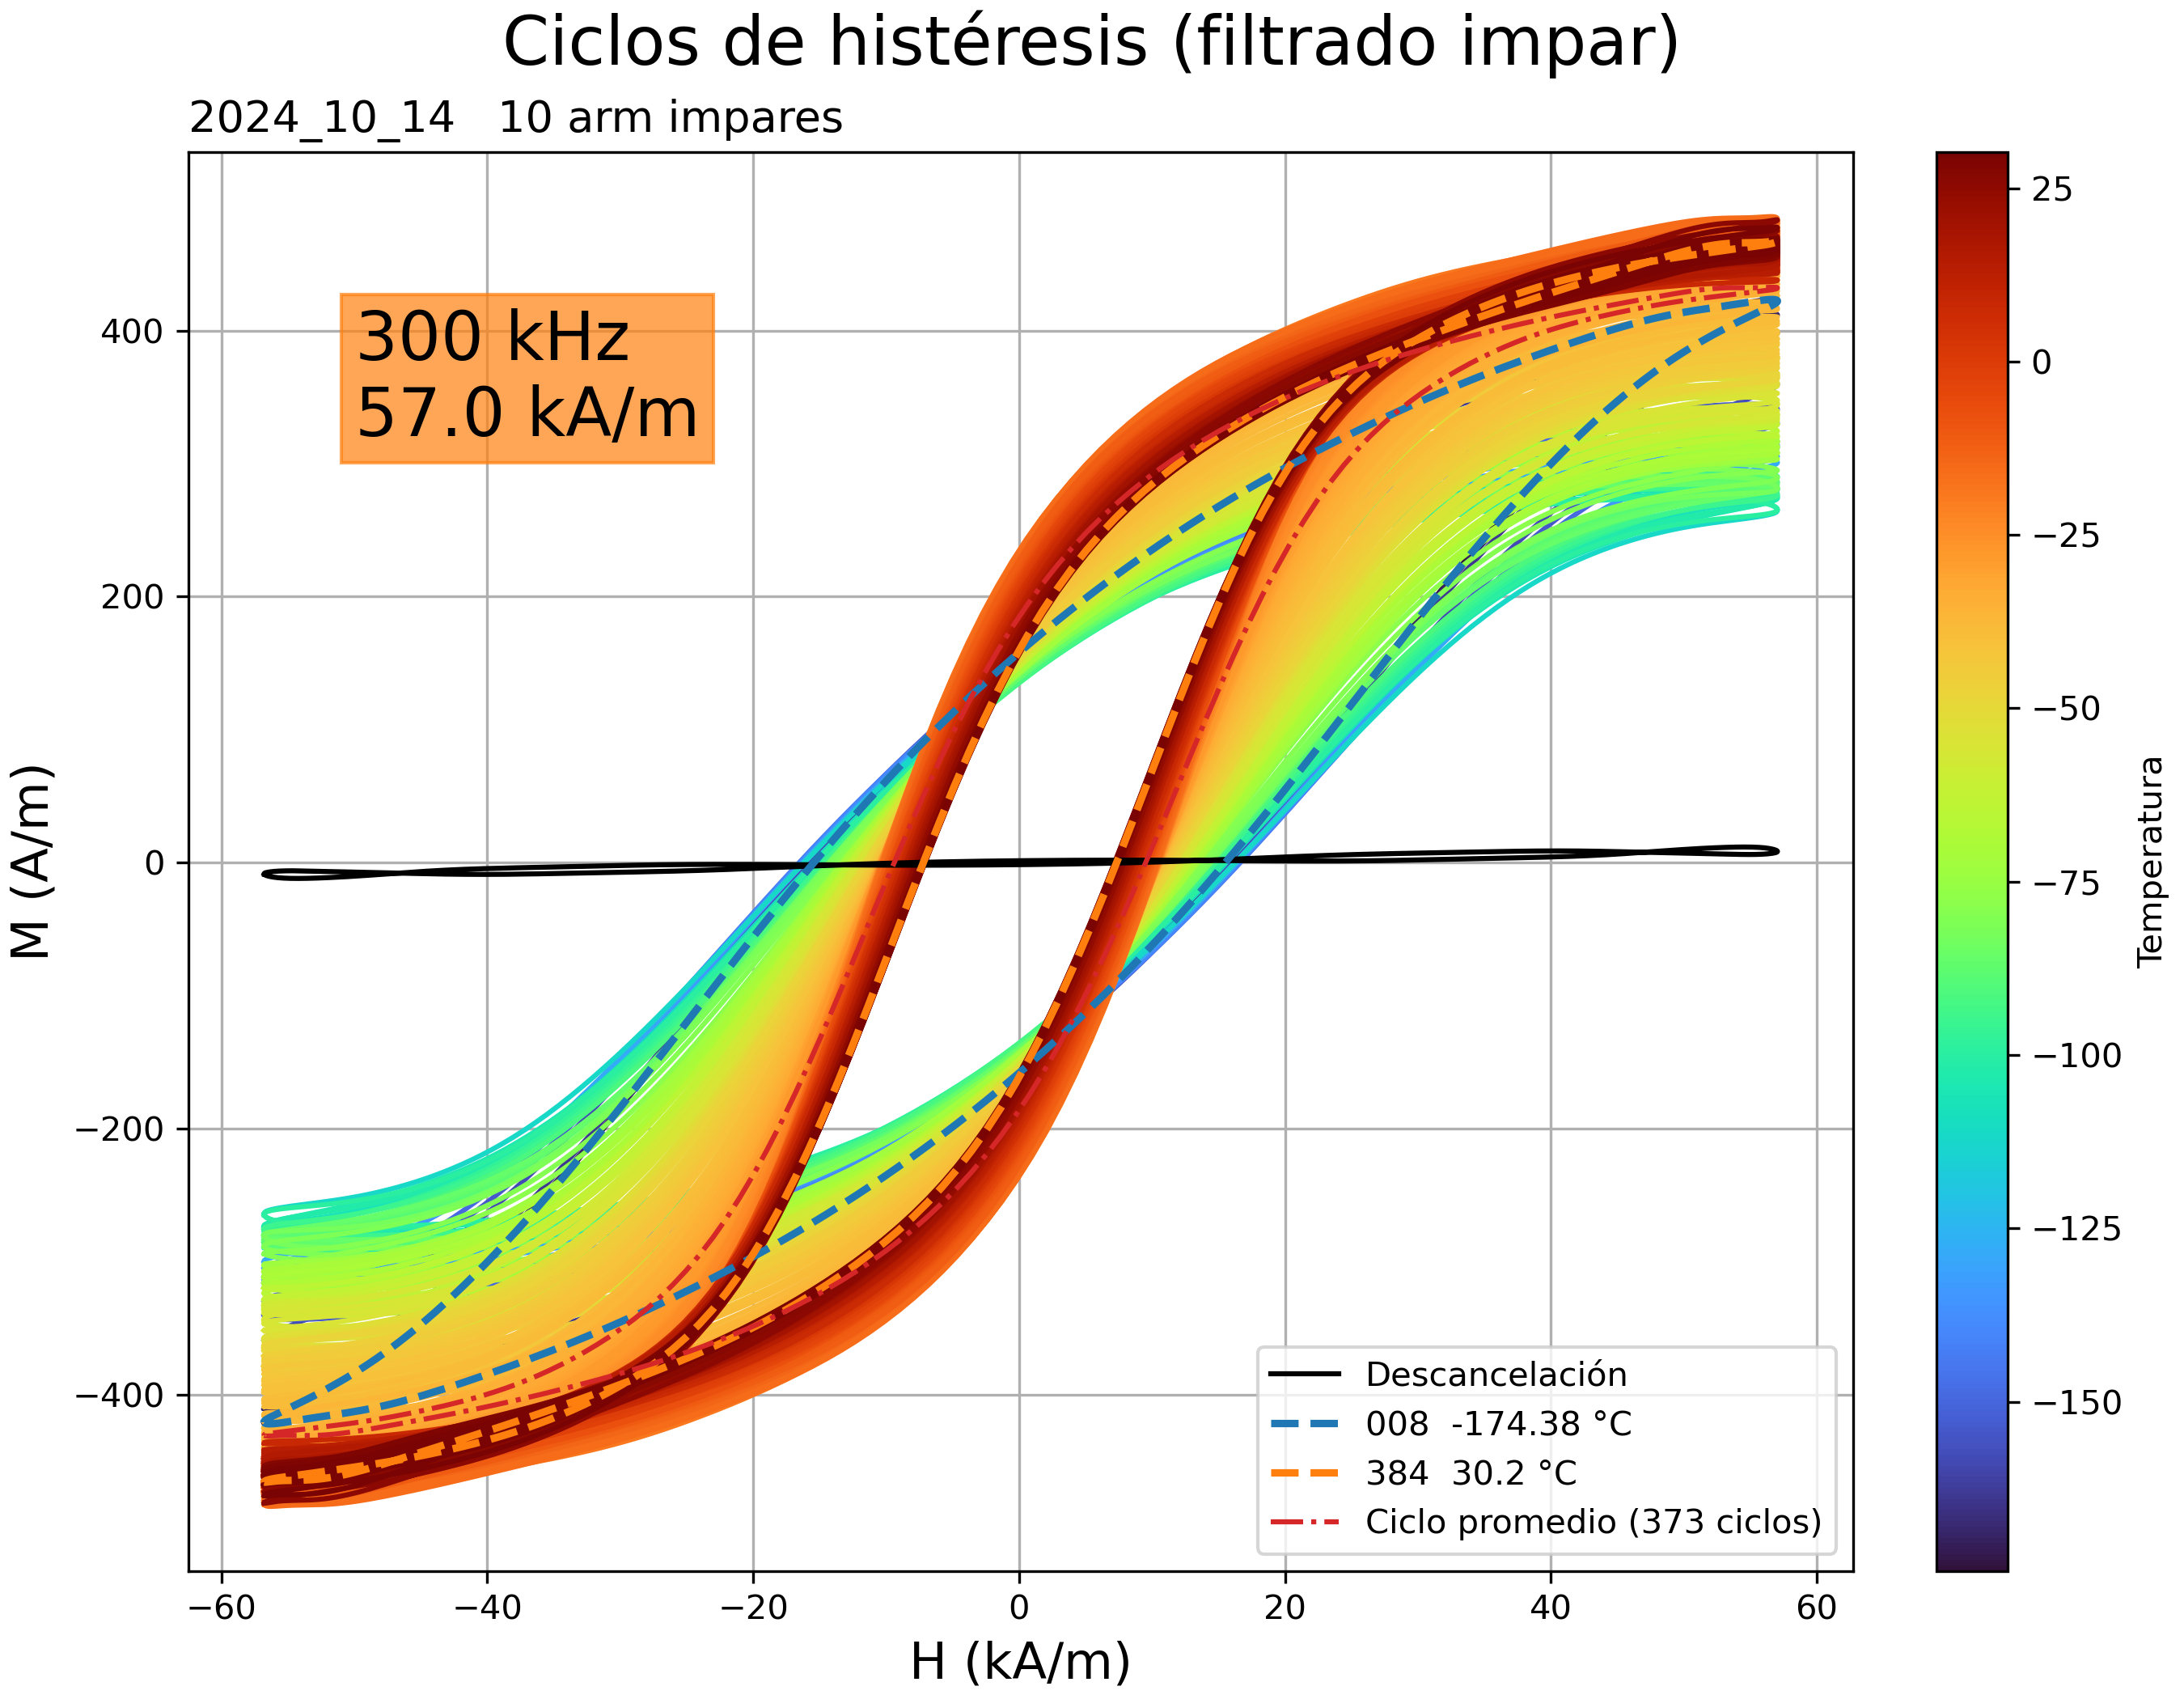 Ciclos de histéresis (filtrado impar)
2024_10_14   10 arm impares
300 kHz
57.0 kA/m
M (A/m)
400
200
0
−200
−400
−60
−40
−20
0
20
40
60
H (kA/m)
Descancelación
008  -174.38 °C
384  30.2 °C
Ciclo promedio (373 ciclos)
25
0
−25
−50
−75
−100
−125
−150
Temperatura